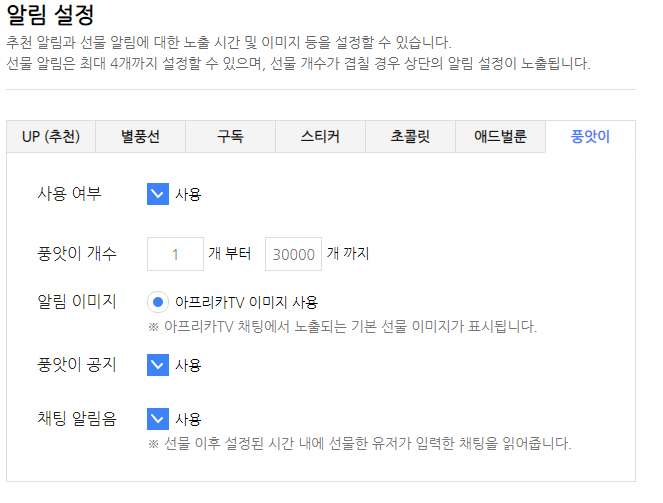 알림 설정
추천 알림과 선물 알림에 대한 노출 시간 및 이미지 등을 설정할 수 있습니다.
선물 알림은 최대 4개까지 설정할 수 있으며, 선물 개수가 겹칠 경우 상단의 알림 설정이 노출됩니다.
UP (추천) 별풍선 구독 스티커 초콜릿 애드벌룬 풍앗이
사용 여부 사용
풍앗이 개수 1 개 부터 30000 개 까지
알림 이미지 아프리카TV 이미지 사용
※ 아프리카TV 채팅에서 노출되는 기본 선물 이미지가 표시됩니다.
풍앗이 공지 사용
채팅 알림음 사용
※ 선물 이후 설정된 시간 내에 선물한 유저가 입력한 채팅을 읽어줍니다.